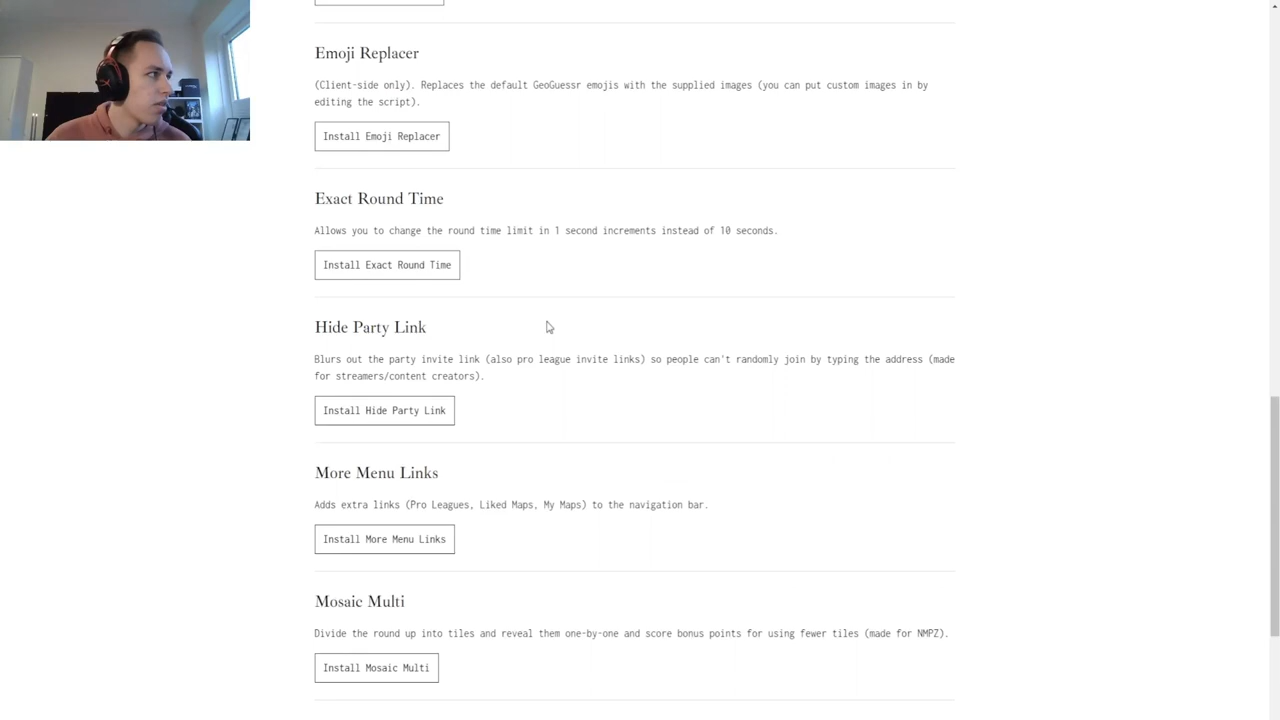 Emoji Replacer
(Client-side only). Replaces the default GeoGuessr emojis with the supplied images (you can put custom images in by
editing the script).
Install Emoji Replacer
Exact Round Time
Allows you to change the round time limit in 1 second increments instead of 10 seconds.
Install Exact Round Time
Hide Party Link
Blurs out the party invite link (also pro league invite links) so people can't randomly join by typing the address (made
for streamers/content creators).
Install Hide Party Link
More Menu Links
Adds extra links (Pro Leagues, Liked Maps, My Maps) to the navigation bar.
Install More Menu Links
Mosaic Multi
Divide the round up into tiles and reveal them one-by-one and score bonus points for using fewer tiles (made for NMPZ).
Install Mosaic Multi